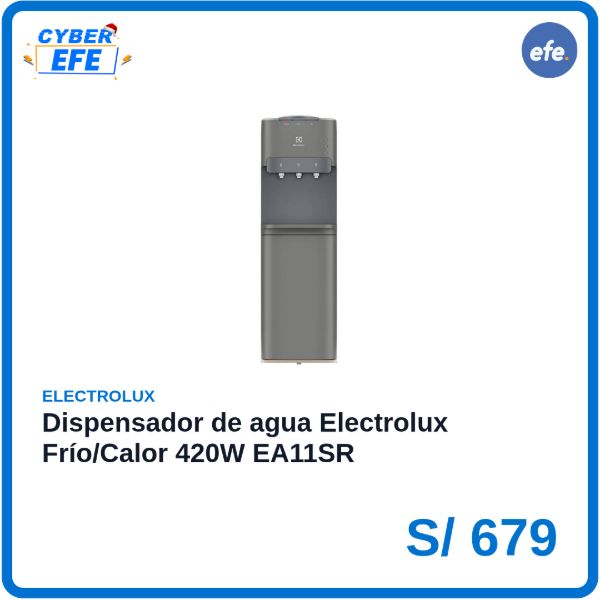 CYBER
EFE
efe.
ELECTROLUX
Dispensador de agua Electrolux
Frío/Calor 420W EA11SR
S/ 679